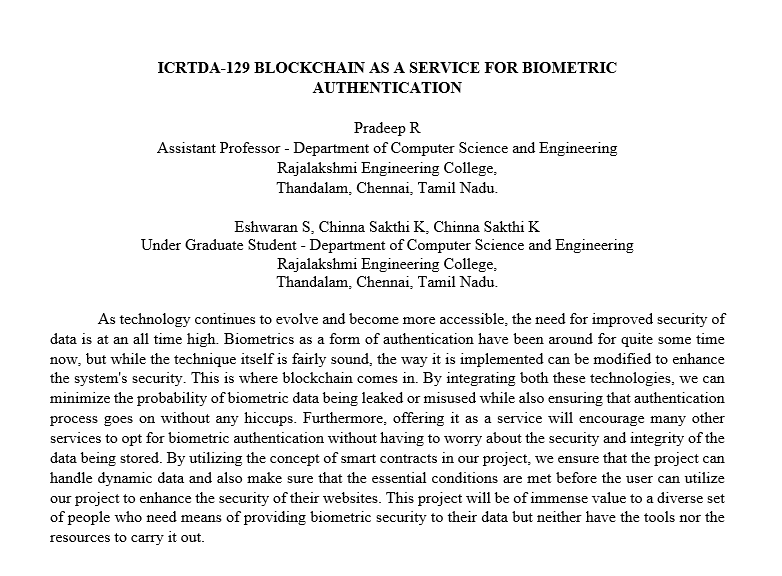 ICRTDA-129 BLOCKCHAIN AS A SERVICE FOR BIOMETRIC
AUTHENTICATION
Pradeep R
Assistant Professor - Department of Computer Science and Engineering
Rajalakshmi Engineering College,
Thandalam, Chennai, Tamil Nadu.
Eshwaran S, Chinna Sakthi K, Chinna Sakthi K
Under Graduate Student - Department of Computer Science and Engineering
Rajalakshmi Engineering College,
Thandalam, Chennai, Tamil Nadu.
As technology continues to evolve and become more accessible, the need for improved security of
data is at an all time high. Biometrics as a form of authentication have been around for quite some time
now, but while the technique itself is fairly sound, the way it is implemented can be modified to enhance
the system's security. This is where blockchain comes in. By integrating both these technologies, we can
minimize the probability of biometric data being leaked or misused while also ensuring that authentication
process goes on without any hiccups. Furthermore, offering it as a service will encourage many other
services to opt for biometric authentication without having to worry about the security and integrity of the
data being stored. By utilizing the concept of smart contracts in our project, we ensure that the project can
handle dynamic data and also make sure that the essential conditions are met before the user can utilize
our project to enhance the security of their websites. This project will be of immense value to a diverse set
of people who need means of providing biometric security to their data but neither have the tools nor the
resources to carry it out.